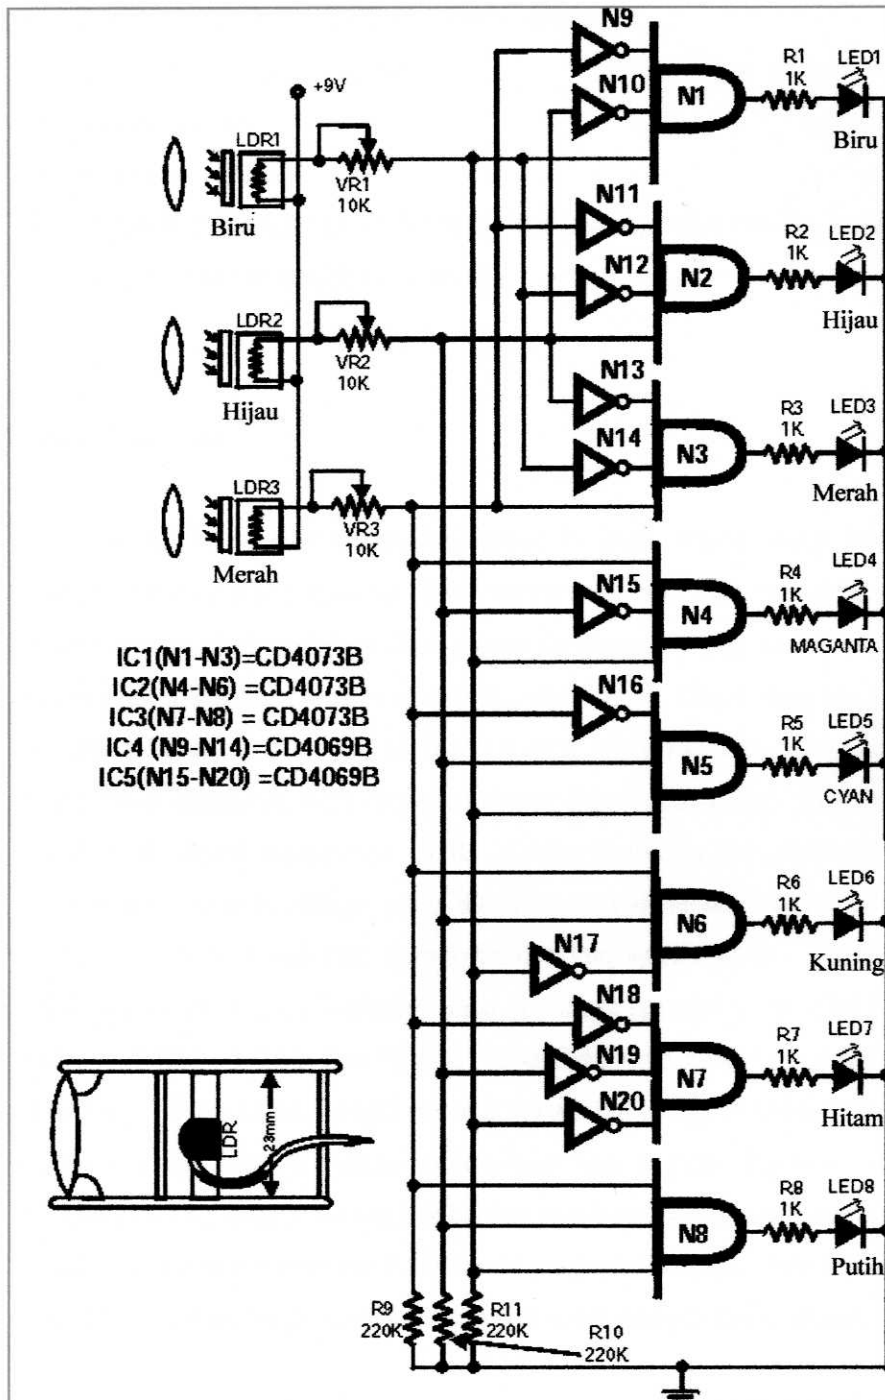 +9V
LDR1
Biru
VR1
10K
LDR2
Hijau
VR2
10K
LDR3
Merah
VR3
10K
N9
N10
N1
R1
1K
LED1
Biru
N11
N12
N2
R2
1K
LED2
Hijau
N13
N14
N3
R3
1K
LED3
Merah
N15
N4
R4
1K
LED4
MAGANTA
N16
N5
R5
1K
LED5
CYAN
N17
N6
R6
1K
LED6
Kuning
N18
N19
N20
N7
R7
1K
LED7
Hitam
N8
R8
1K
LED8
Putih
IC1(N1-N3)=CD4073B
IC2(N4-N6) =CD4073B
IC3(N7-N8) = CD4073B
IC4 (N9-N14)=CD4069B
IC5(N15-N20) =CD4069B
LDR
23mm
R9
220K
R11
220K
R10
220K